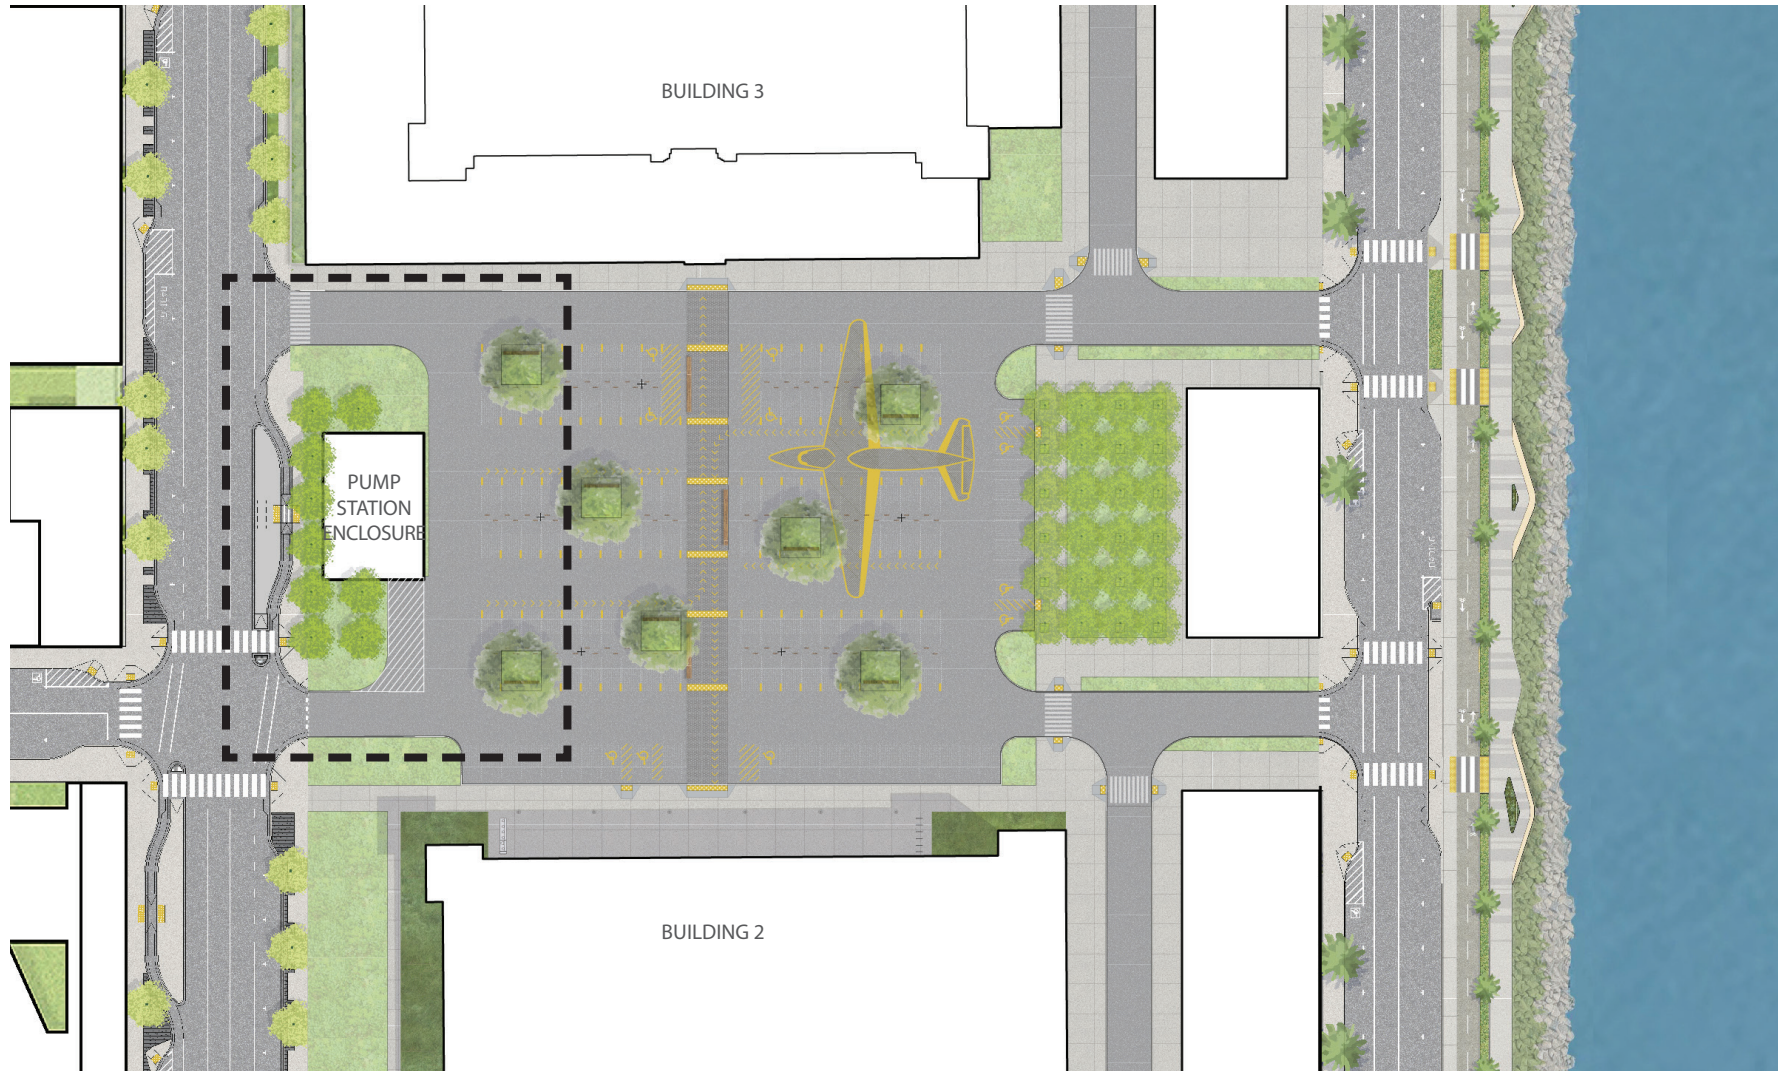 BUILDING 3
PUMP
STATION
ENCLOSURE
BUILDING 2